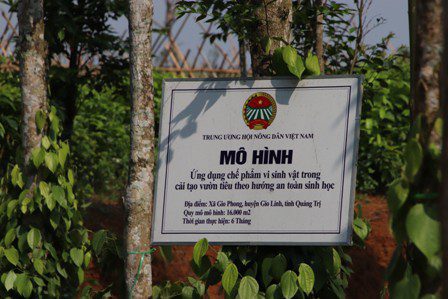 TRUNG ƯƠNG HỘI NÔNG DÂN VIỆT NAM
MÔ HÌNH
Ứng dụng chế phẩm vi sinh vật trong
cải tạo vườn tiêu theo hướng an toàn sinh học
Địa điểm: Xã Gio Phong, huyện Gio Linh, tỉnh Quảng Trị
Quy mô mô hình: 16.000 m2
Thời gian thực hiện: 6 Tháng